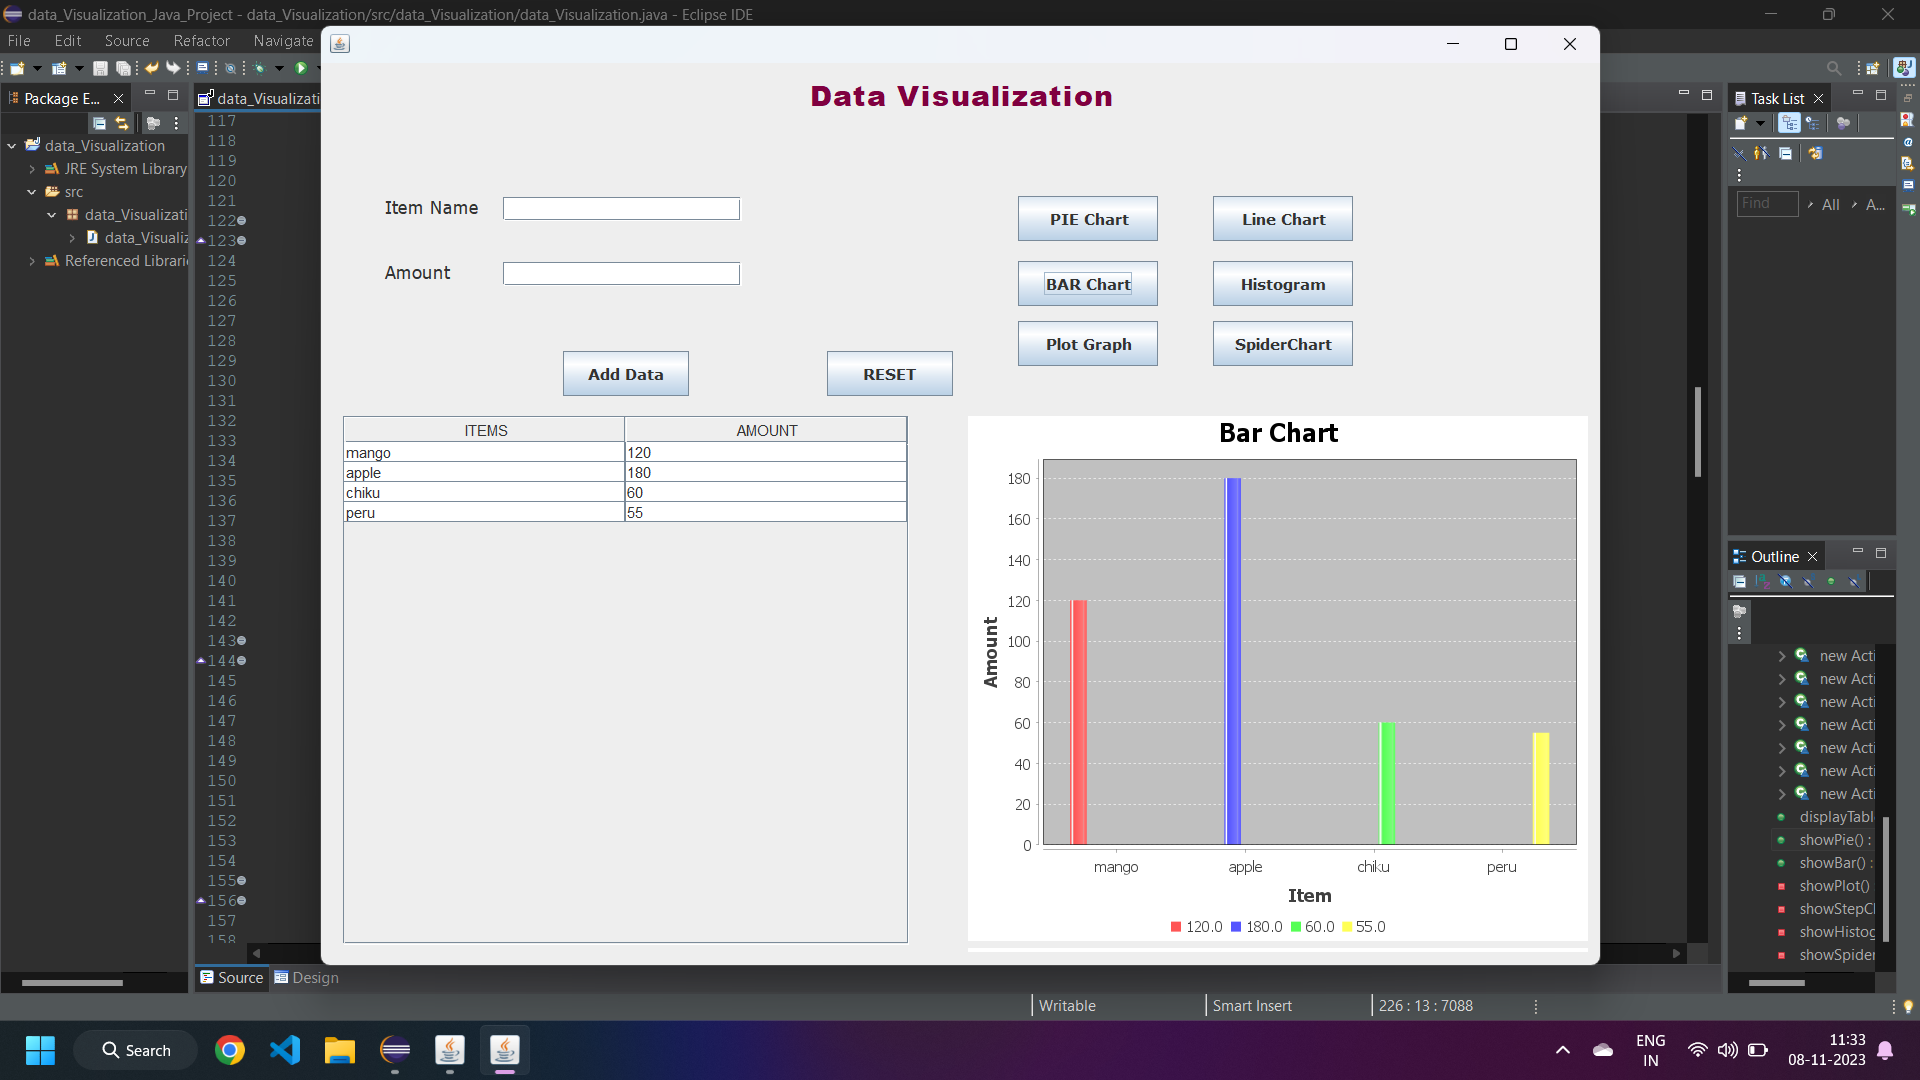 data_Visualization_Java_Project - data_Visualization/src/data_Visualization/data_Visualization.java - Eclipse IDE
File Edit Source Refactor Navigate
Package E...
data_Visualization
JRE System Library
src
data_Visualizati
data_Visualiz
Referenced Librari
data_Visualizati
117
118
119
120
121
122
123
124
125
126
127
128
129
130
131
132
133
134
135
136
137
138
139
140
141
142
143
144
145
146
147
148
149
150
151
152
153
154
155
156
157
158
Data Visualization
Item Name
Amount
PIE Chart Line Chart
BAR Chart Histogram
Plot Graph SpiderChart
Add Data RESET
ITEMS AMOUNT
mango 120
apple 180
chiku 60
peru 55
Bar Chart
180
160
140
120
100
80
60
40
20
0
Amount
mango apple chiku peru
Item
120.0 180.0 60.0 55.0
Task List
Find All A...
Outline
new Acti
new Acti
new Acti
new Acti
new Acti
new Acti
new Acti
displayTabl
showPie() :
showBar() :
showPlot()
showStepCl
showHistog
showSpider
Source Design
Writable Smart Insert 226 : 13 : 7088
Search
ENG
IN
11:33
08-11-2023